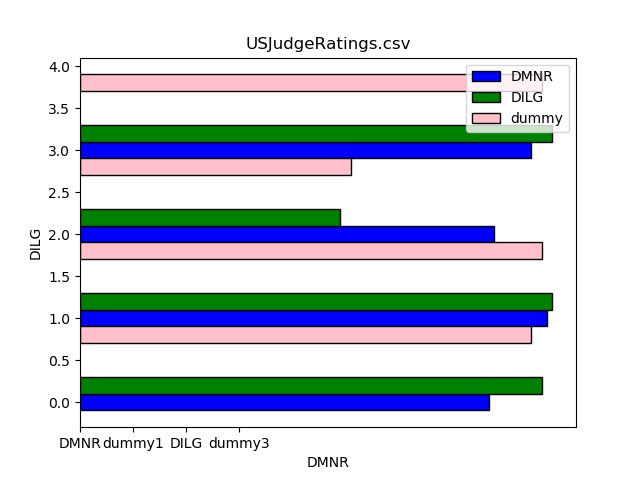 USJudgeRatings.csv
4.0
3.5
3.0
2.5
2.0
1.5
1.0
0.5
0.0
DILG
DMNR
DILG
dummy
DMNR dummy1 DILG dummy3
DMNR